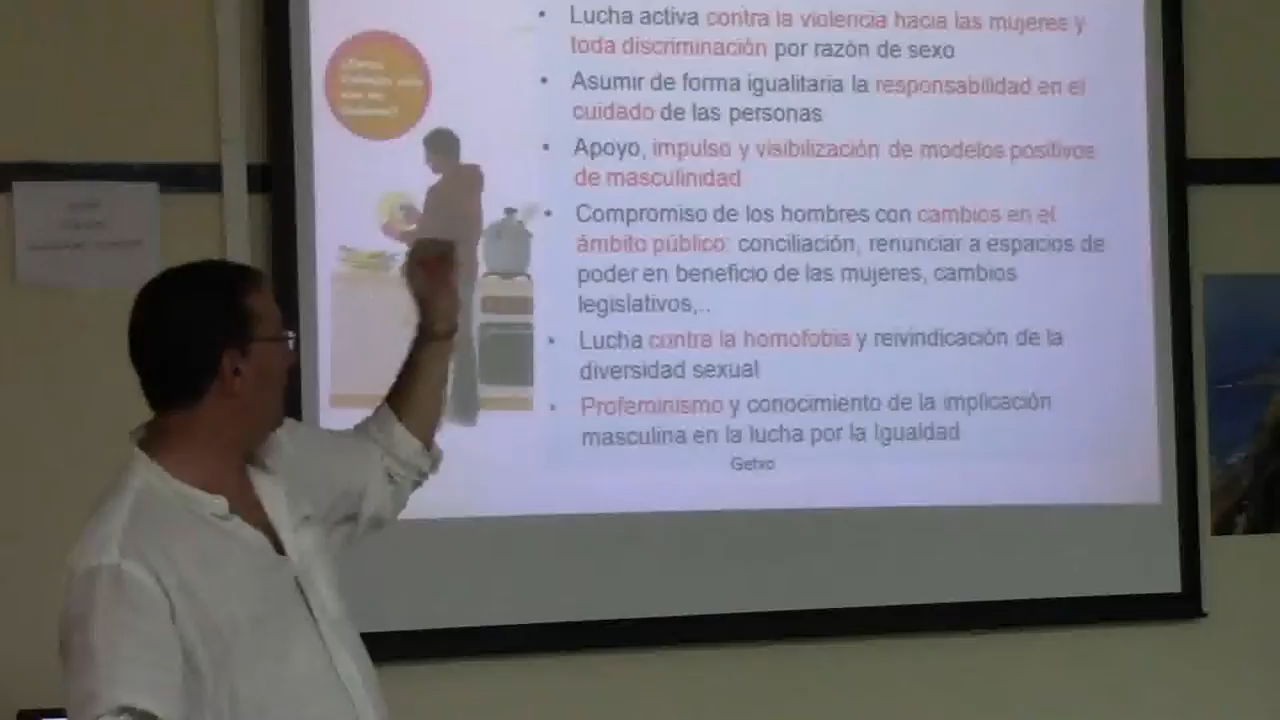 Lucha activa contra la violencia hacia las mujeres y
toda discriminación por razón de sexo
Asumir de forma igualitaria la responsabilidad en el
cuidado de las personas
Apoyo, impulso y visibilización de modelos positivos
de masculinidad
Compromiso de los hombres con cambios en el
ámbito público: conciliación, renunciar a espacios de
poder en beneficio de las mujeres, cambios
legislativos,..
Lucha contra la homofobia y reivindicación de la
diversidad sexual
Profeminismo y conocimiento de la implicación
masculina en la lucha por la Igualdad
Getxo